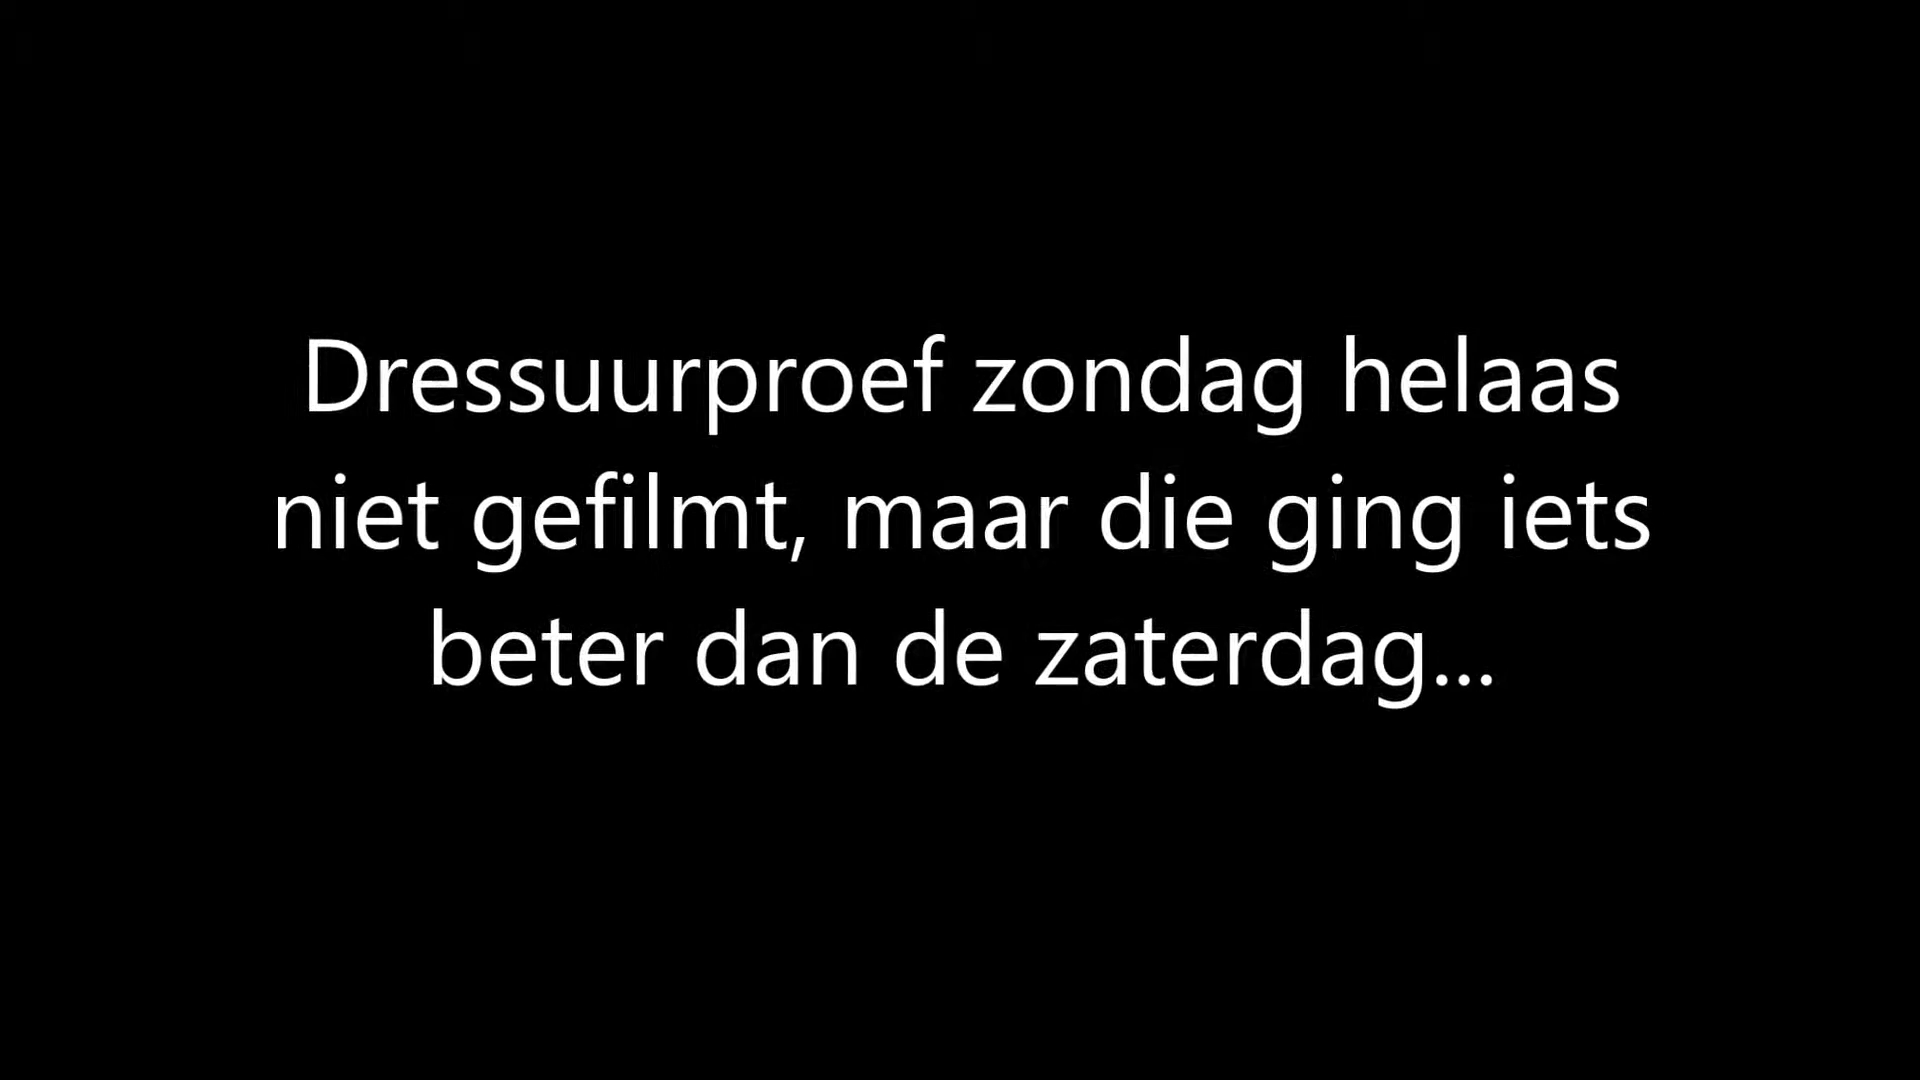 Dressuurproef zondag helaas
niet gefilmt, maar die ging iets
beter dan de zaterdag...